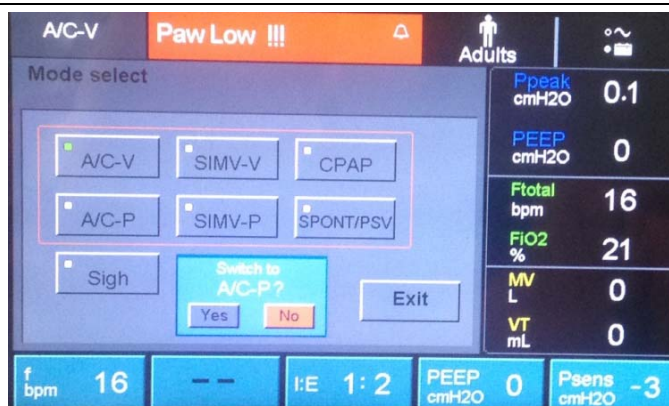 A/C-V Paw Low !!! Adults
Mode select
Ppeak cmH2O 0.1
PEEP cmH2O 0
A/C-V SIMV-V CPAP
Ftotal bpm 16
A/C-P SIMV-P SPONT/PSV
FiO2 % 21
Sigh Switch to A/C-P? Exit
Yes No
MV L 0
VT mL 0
f bpm 16 -- I:E 1:2 PEEP cmH2O 0 Psens cmH2O -3